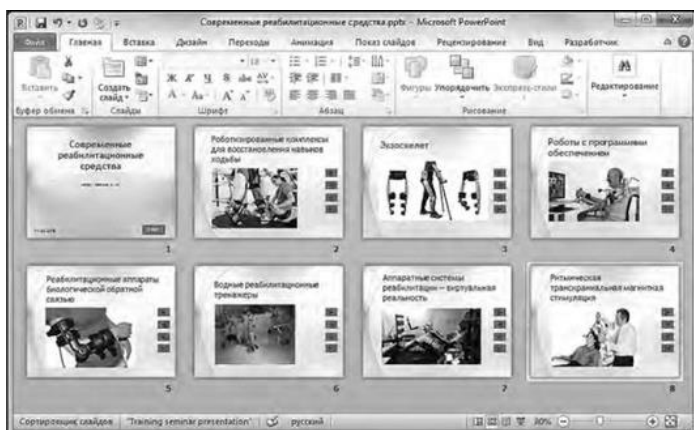 Современные реабилитационные средства.pptx - Microsoft PowerPoint
Файл Главная Вставка Дизайн Переходы Анимация Показ слайдов Рецензирование Вид Разработчик
Вставить Создать слайд Ж К Ч S abc AV Фигуры Упорядочить Экспресс-стили Редактирование
Буфер обмена Слайды Шрифт Абзац Рисование
Современные
реабилитационные
средства
1
Роботизированные комплексы
для восстановления навыков
ходьбы
2
Экзоскелет
3
Роботы с программным
обеспечением
4
Реабилитационные аппараты
биологической обратной
связью
5
Водные реабилитационные
тренажеры
6
Аппаратные системы
реабилитации – виртуальная
реальность
7
Ритмическая
транскраниальная магнитная
стимуляция
8
Сортировщик слайдов "Training seminar presentation" русский 30%